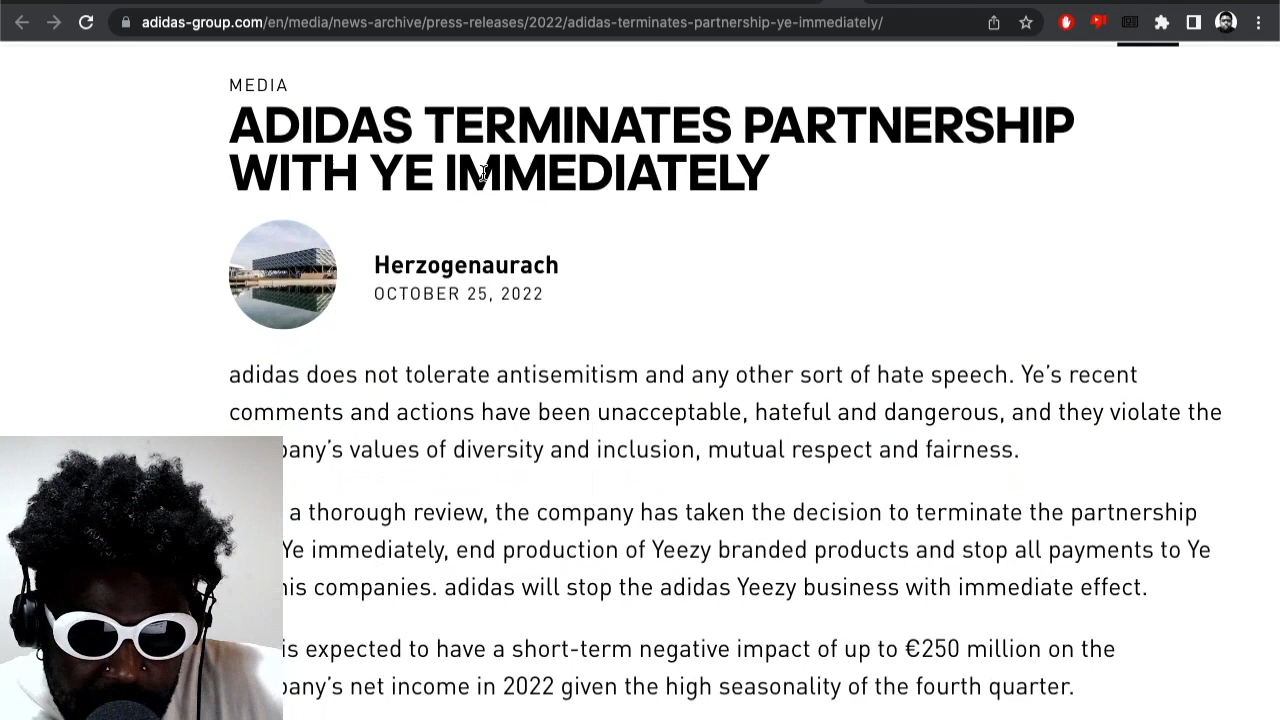 adidas-group.com/en/media/news-archive/press-releases/2022/adidas-terminates-partnership-ye-immediately/
MEDIA
ADIDAS TERMINATES PARTNERSHIP
WITH YE IMMEDIATELY
Herzogenaurach
OCTOBER 25, 2022
adidas does not tolerate antisemitism and any other sort of hate speech. Ye’s recent
comments and actions have been unacceptable, hateful and dangerous, and they violate the
pany’s values of diversity and inclusion, mutual respect and fairness.
a thorough review, the company has taken the decision to terminate the partnership
Ye immediately, end production of Yeezy branded products and stop all payments to Ye
his companies. adidas will stop the adidas Yeezy business with immediate effect.
is expected to have a short-term negative impact of up to €250 million on the
pany’s net income in 2022 given the high seasonality of the fourth quarter.